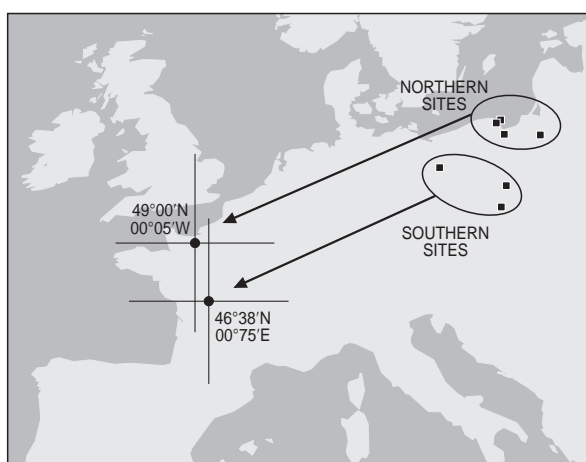 NORTHERN
SITES
49°00′N
00°05′W
SOUTHERN
SITES
46°38′N
00°75′E